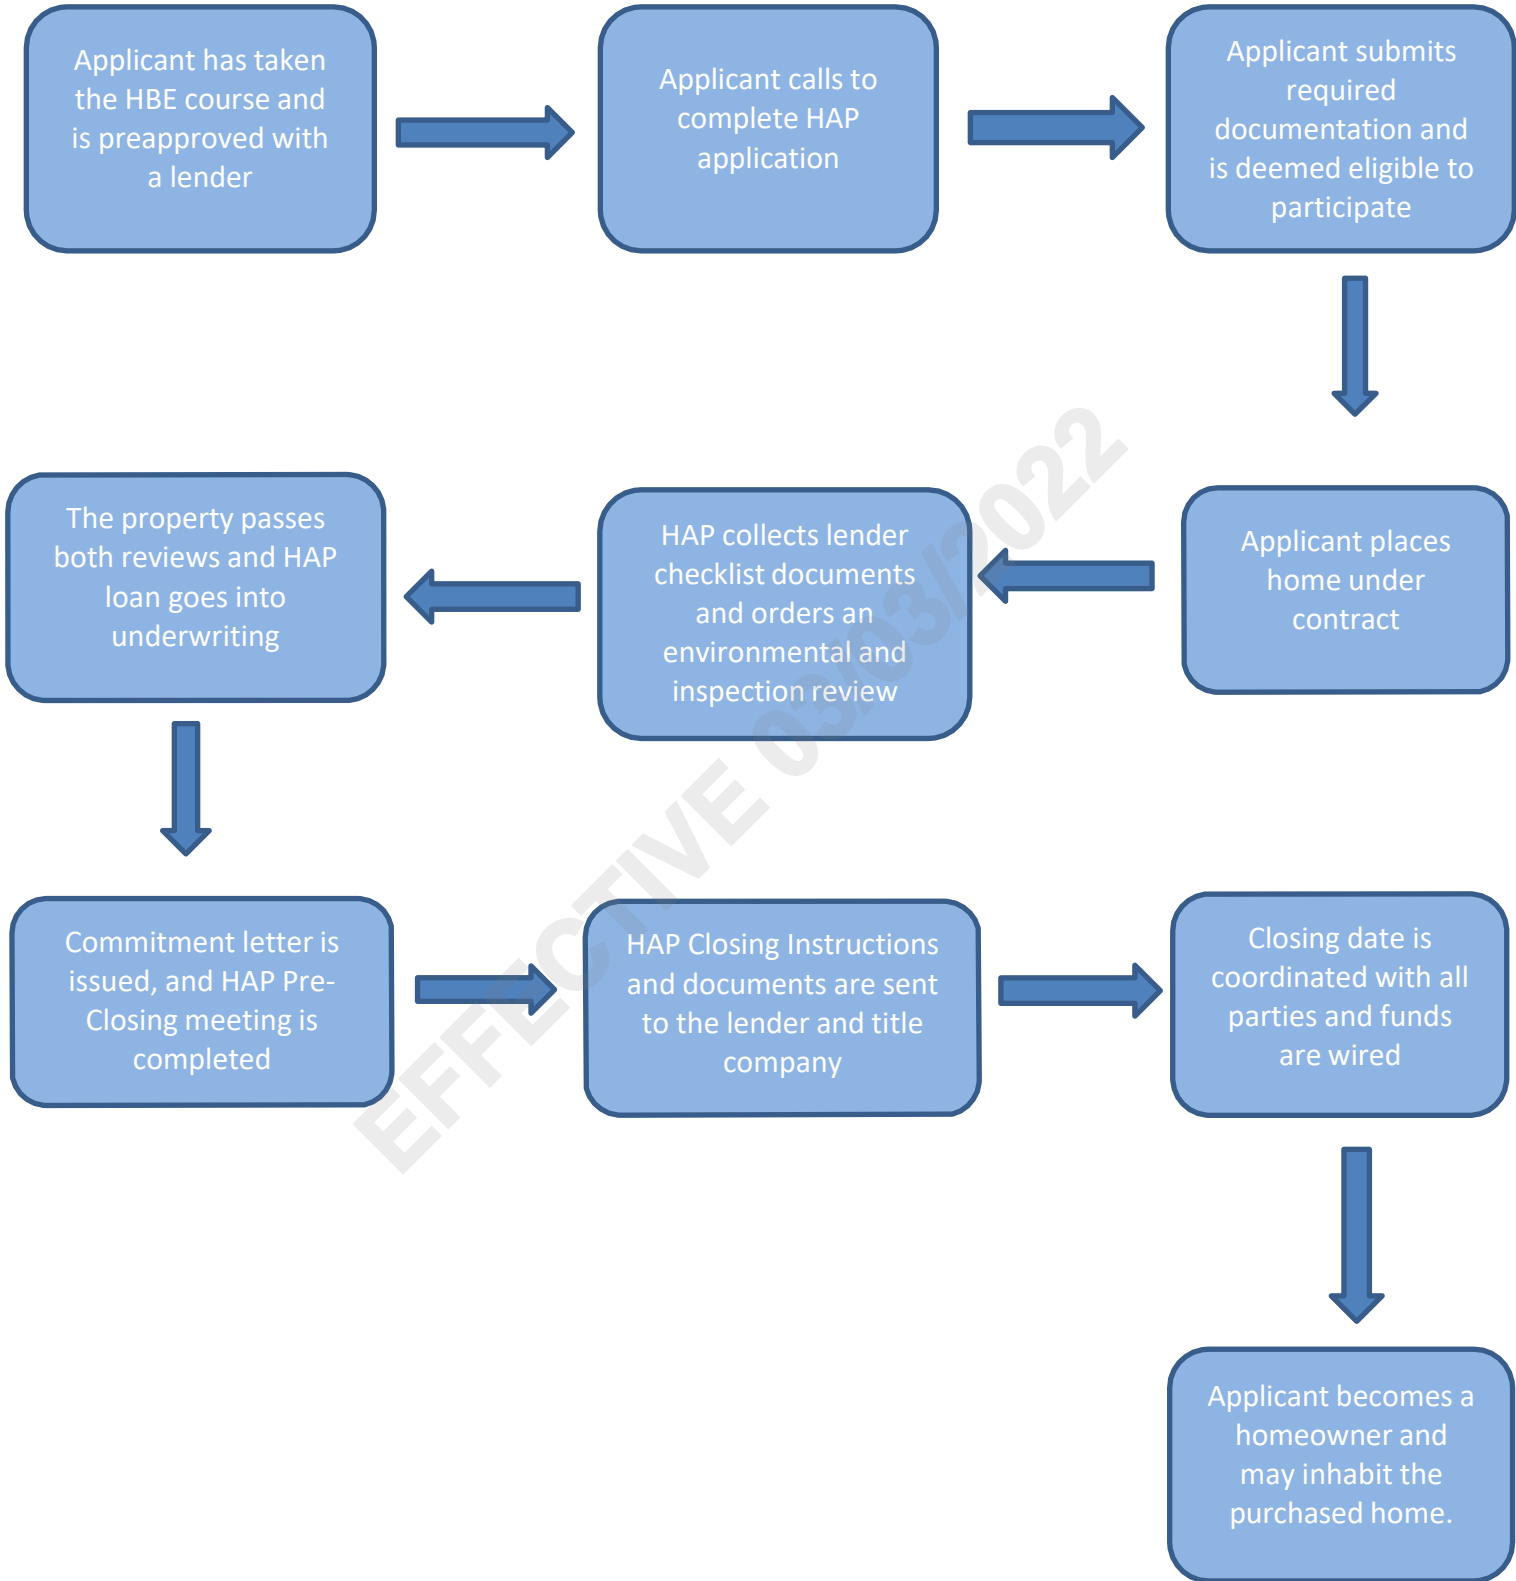 Applicant has taken
the HBE course and
is preapproved with
a lender
Applicant calls to
complete HAP
application
Applicant submits
required
documentation and
is deemed eligible to
participate
Applicant places
home under
contract
HAP collects lender
checklist documents
and orders an
environmental and
inspection review
The property passes
both reviews and HAP
loan goes into
underwriting
Commitment letter is
issued, and HAP Pre-
Closing meeting is
completed
HAP Closing Instructions
and documents are sent
to the lender and title
company
Closing date is
coordinated with all
parties and funds
are wired
Applicant becomes a
homeowner and
may inhabit the
purchased home.
EFFECTIVE 03/03/2022